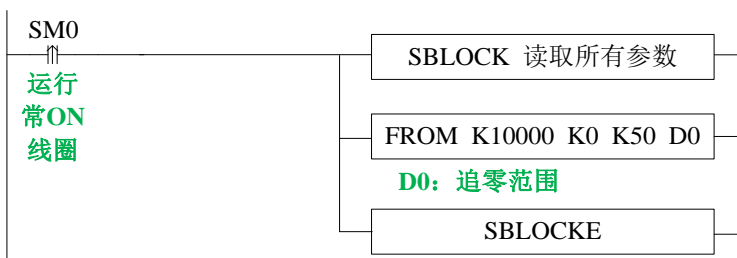 SM0
运行
常ON
线圈
SBLOCK 读取所有参数
FROM K10000 K0 K50 D0
D0：追零范围
SBLOCKE